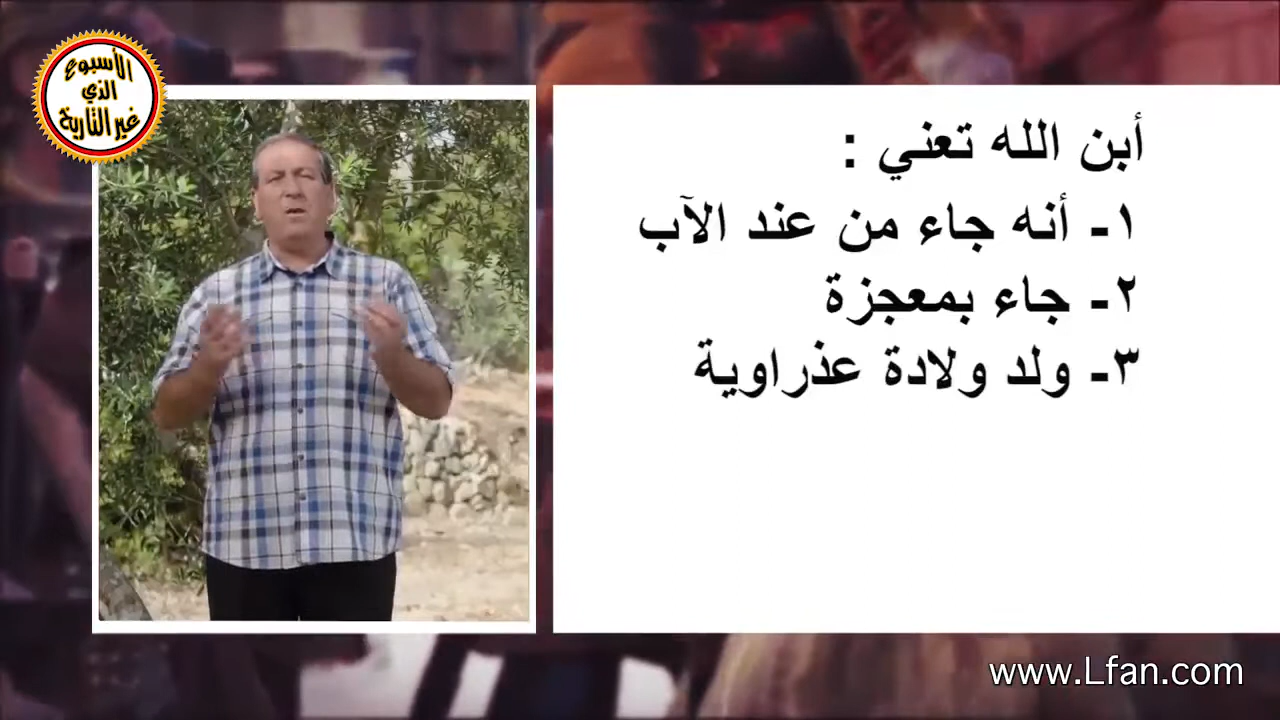 الأسبوع
الذي
غير التاريخ
أبن الله تعني :
١- أنه جاء من عند الآب
٢- جاء بمعجزة
٣- ولد ولادة عذراوية
www.Lfan.com